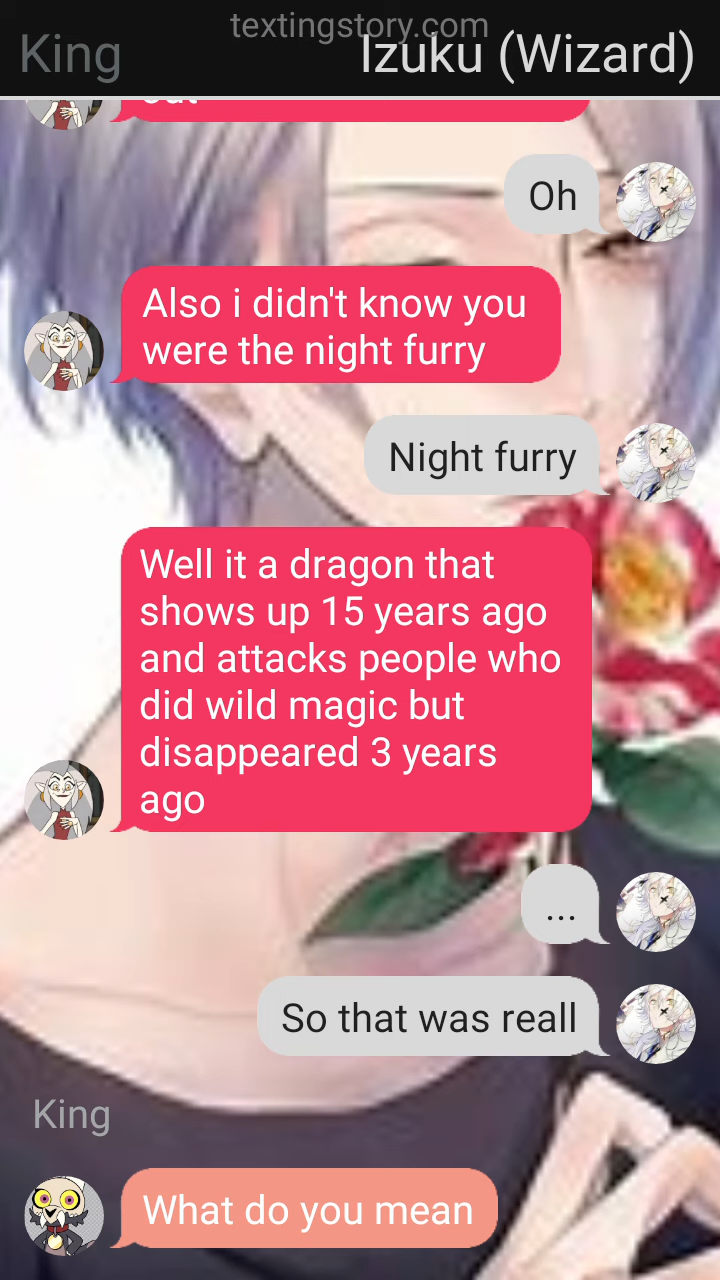 textingstory.com
King
Izuku (Wizard)
Oh
Also i didn't know you
were the night furry
Night furry
Well it a dragon that
shows up 15 years ago
and attacks people who
did wild magic but
disappeared 3 years
ago
...
So that was reall
King
What do you mean